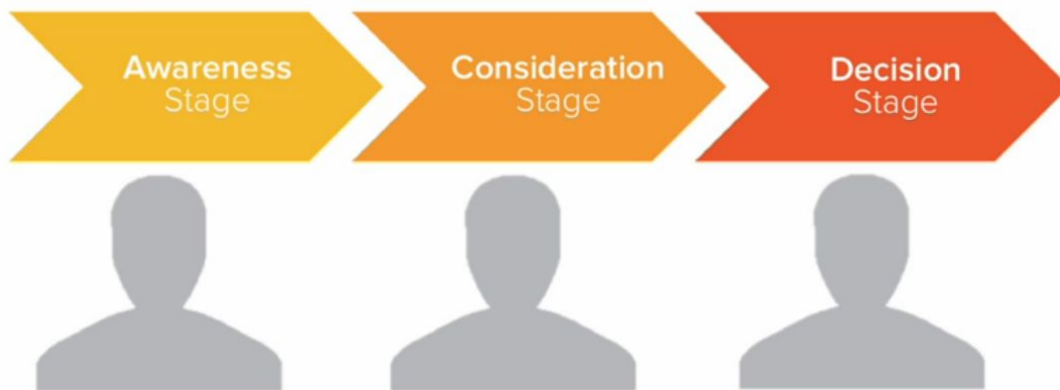 Awareness
Stage
Consideration
Stage
Decision
Stage